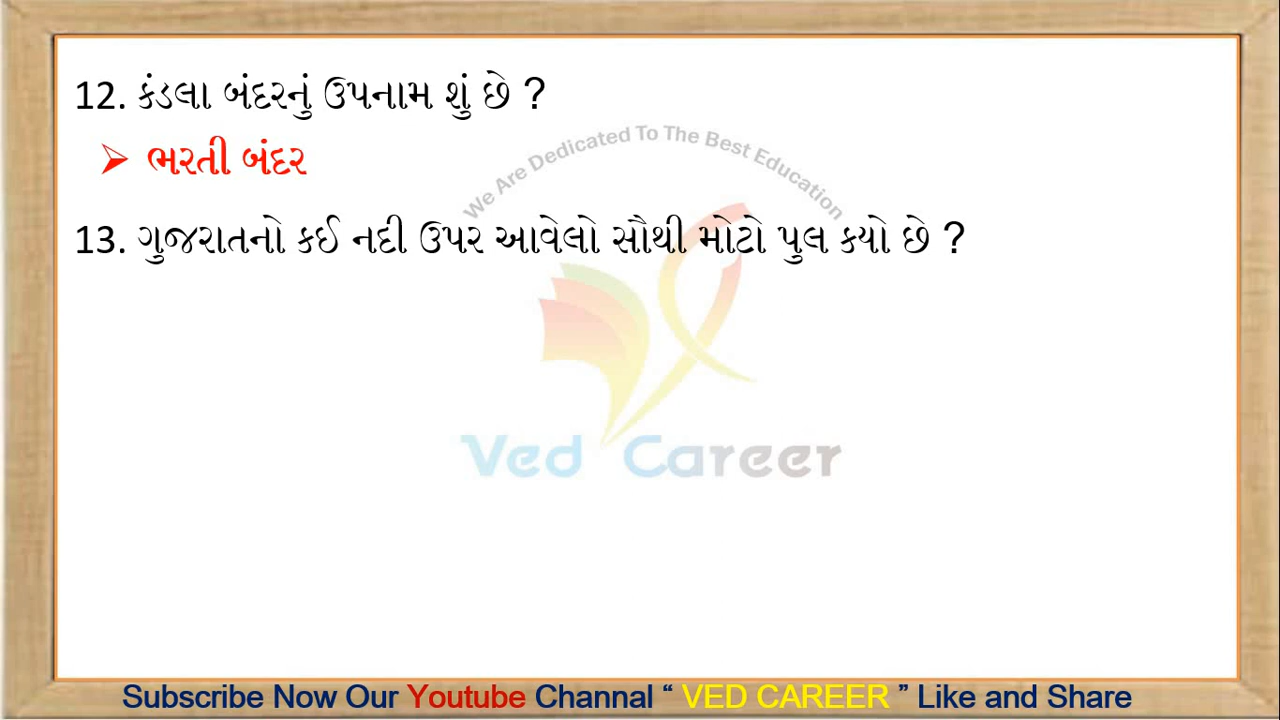 12. કંડલા બંદરનું ઉપનામ શું છે ?
➢ ભરતી બંદર
We Are Dedicated To The Best Education
13. ગુજરાતનો કઈ નદી ઉપર આવેલો સૌથી મોટો પુલ કયો છે ?
Ved Career
Subscribe Now Our Youtube Channal “ VED CAREER ” Like and Share